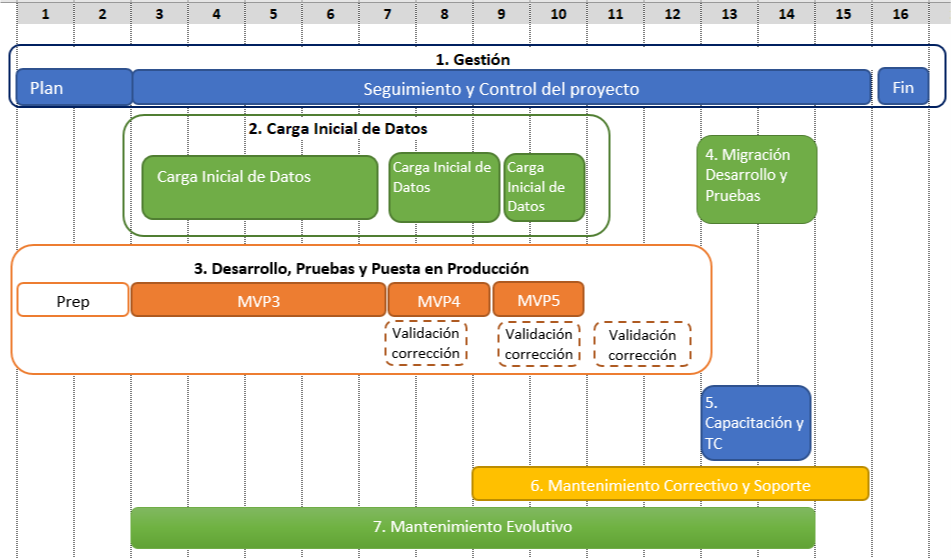 1 2 3 4 5 6 7 8 9 10 11 12 13 14 15 16
1. Gestión
Plan
Seguimiento y Control del proyecto
Fin
2. Carga Inicial de Datos
Carga Inicial de Datos
Carga Inicial de
Datos
Carga
Inicial de
Datos
4. Migración
Desarrollo y
Pruebas
3. Desarrollo, Pruebas y Puesta en Producción
Prep
MVP3
MVP4
MVP5
Validación
corrección
Validación
corrección
Validación
corrección
5.
Capacitación y
TC
6. Mantenimiento Correctivo y Soporte
7. Mantenimiento Evolutivo